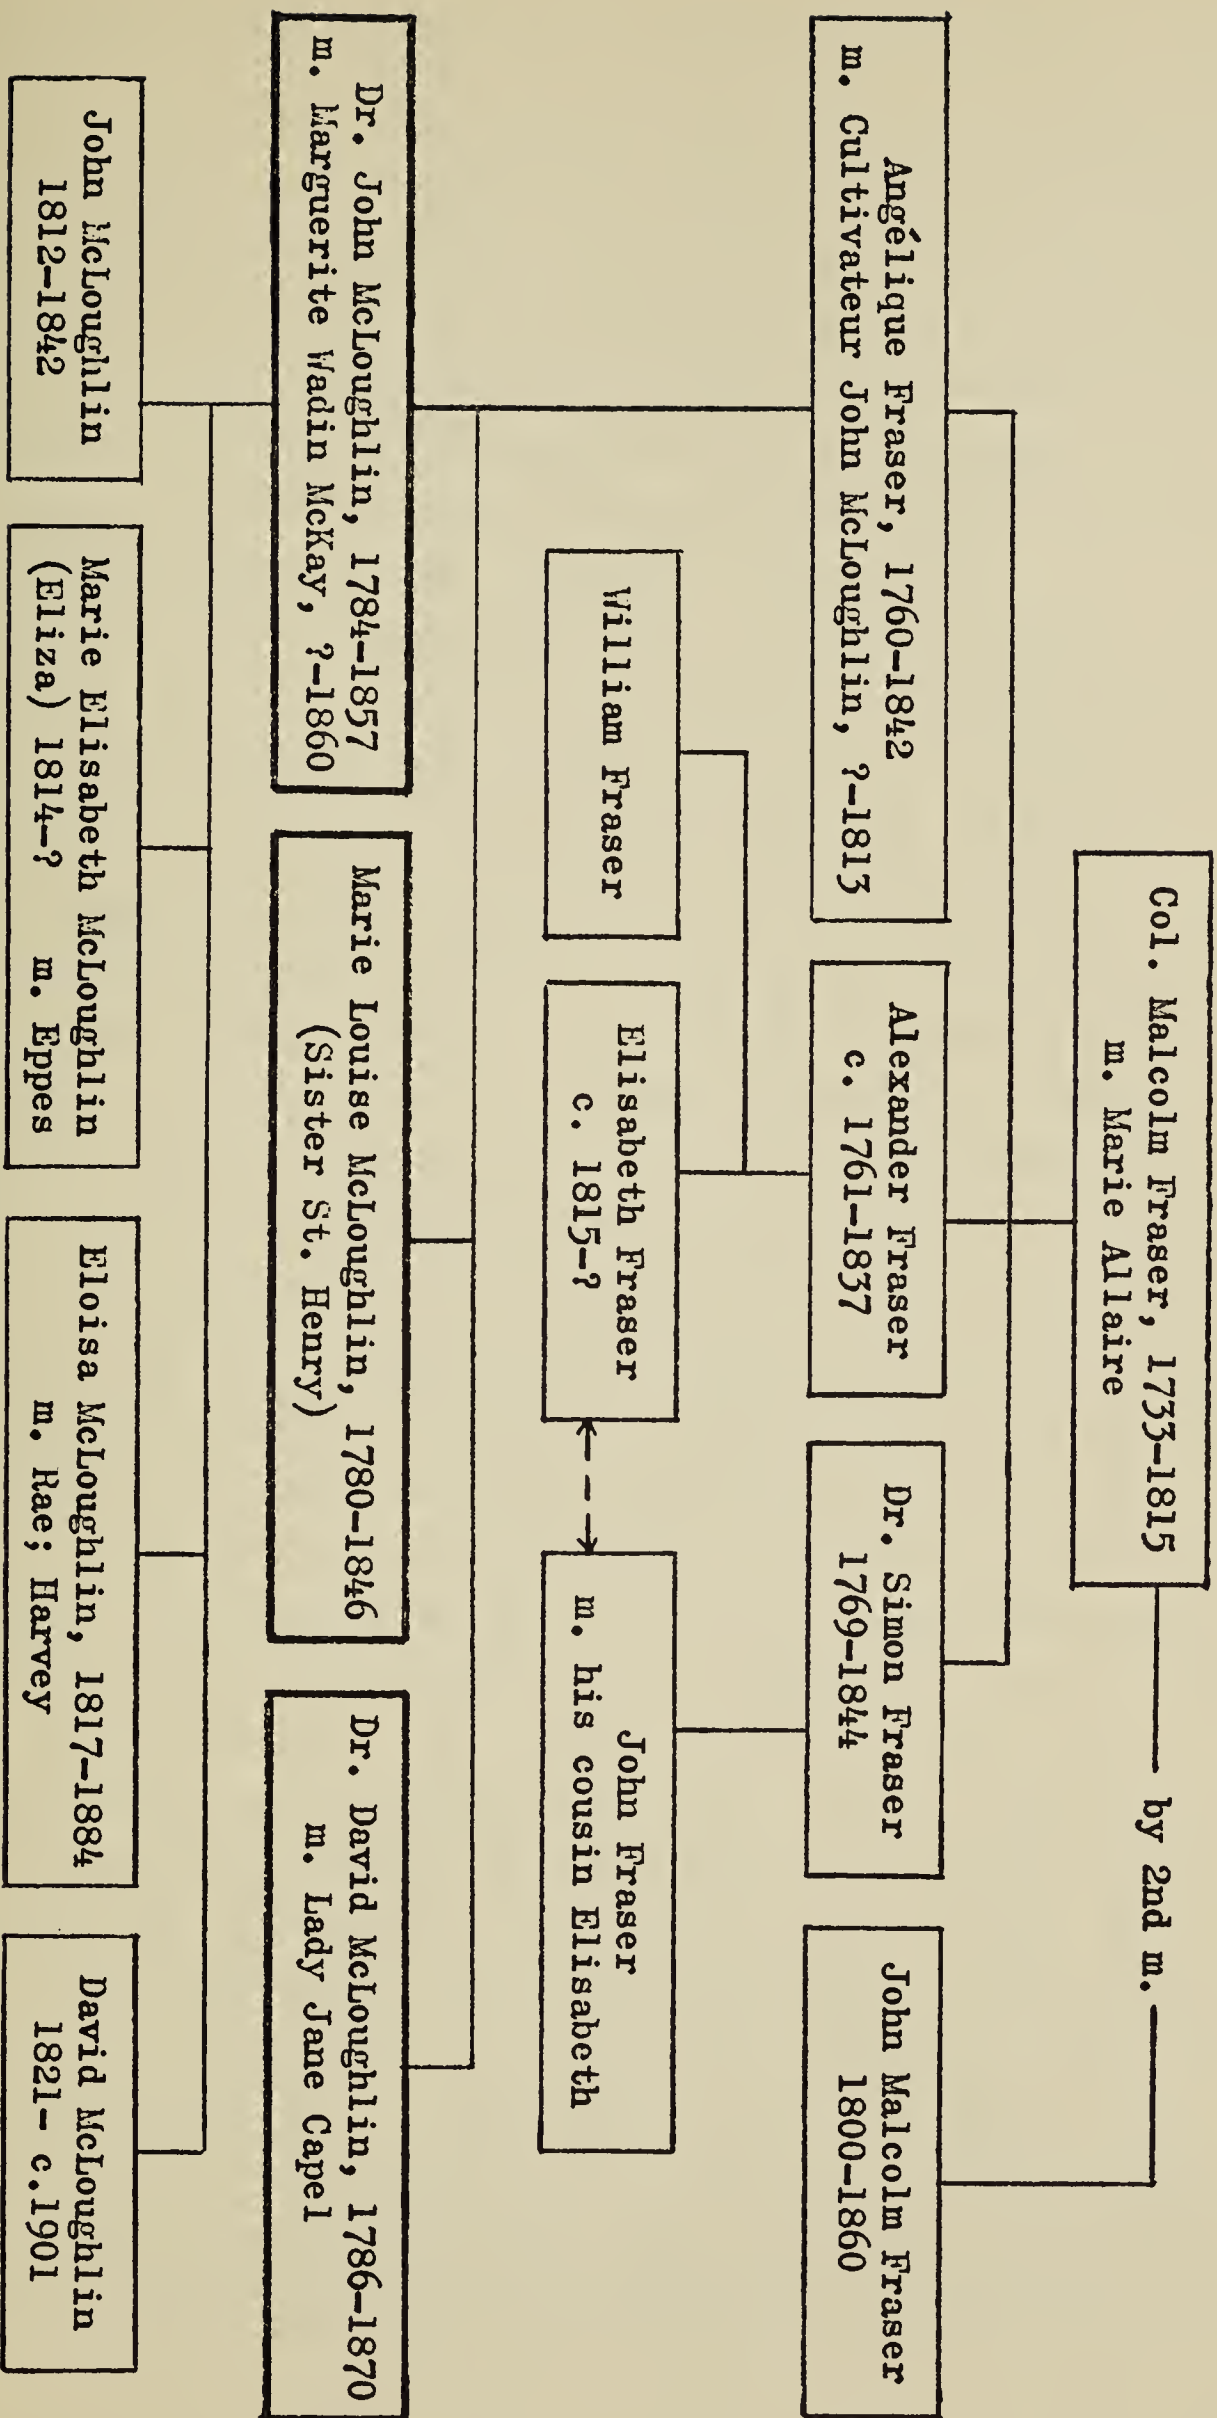 Col. Malcolm Fraser, 1733-1815
m. Marie Allaire
by 2nd m.
Angélique Fraser, 1760-1842
m. Cultivateur John McLoughlin, ?-1813
Alexander Fraser
c. 1761-1837
Dr. Simon Fraser
1769-1844
John Malcolm Fraser
1800-1860
William Fraser
Elisabeth Fraser
c. 1815-?
John Fraser
m. his cousin Elisabeth
Dr. John McLoughlin, 1784-1857
m. Marguerite Wadin McKay, ?-1860
Marie Louise McLoughlin, 1780-1846
(Sister St. Henry)
Dr. David McLoughlin, 1786-1870
m. Lady Jane Capel
John McLoughlin
1812-1842
Marie Elisabeth McLoughlin
(Eliza) 1814-? m. Eppes
Eloisa McLoughlin, 1817-1884
m. Rae; Harvey
David McLoughlin
1821- c.1901